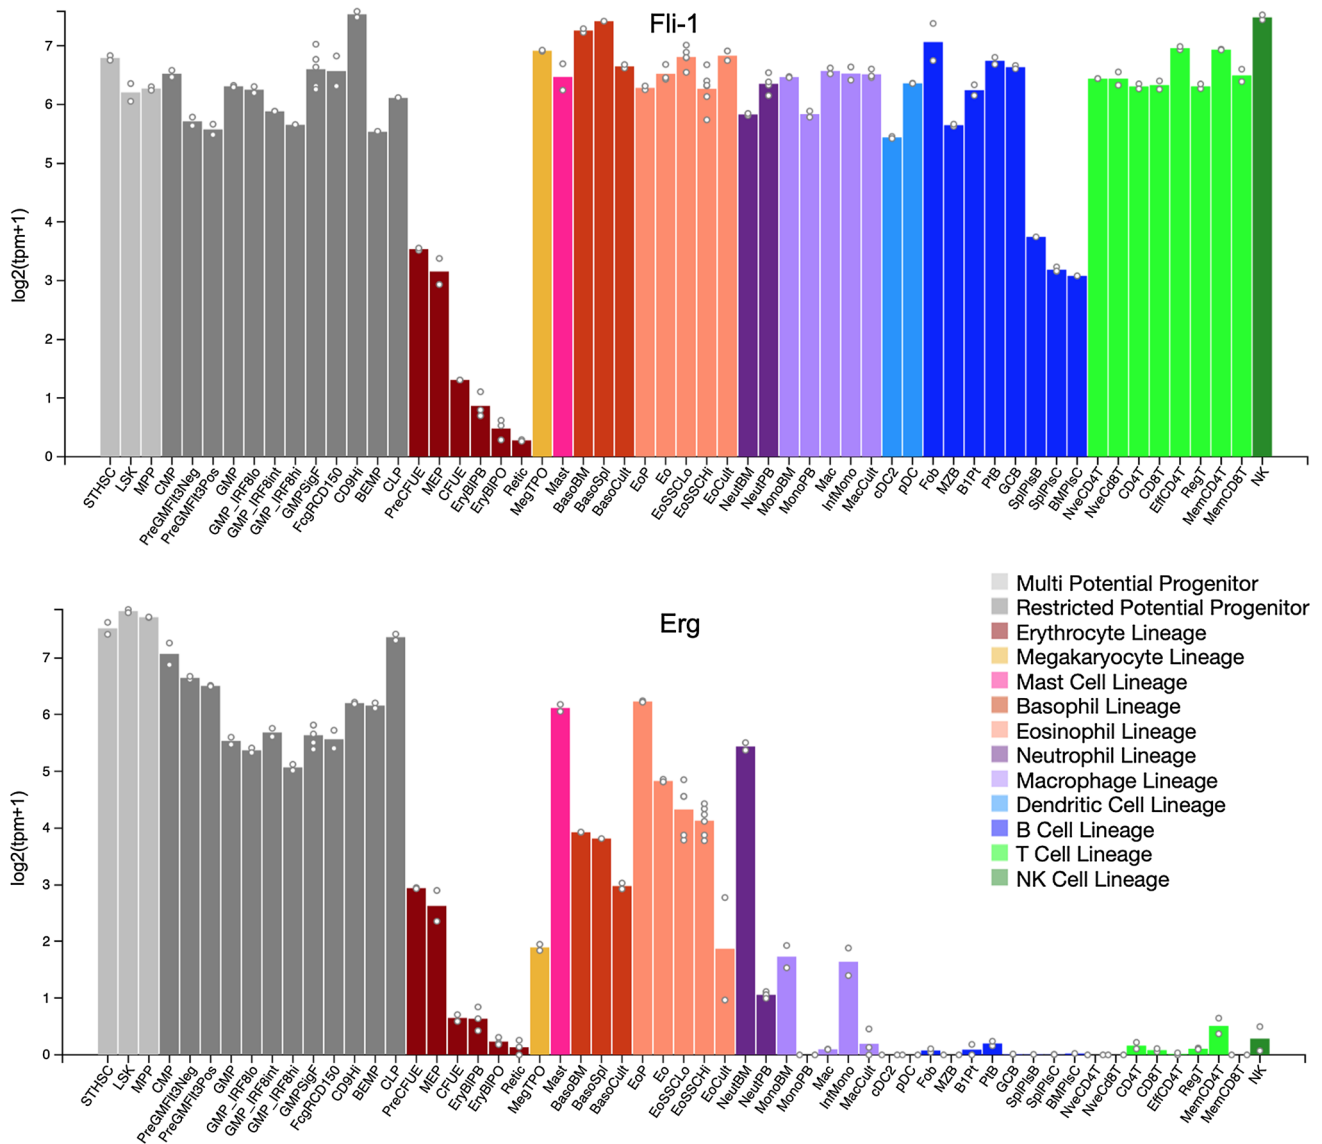 Fli-1
log2(tpm+1)
7
6
5
4
3
2
1
0
STHSC
LSK
MPP
CMP
PreGMFlt3Neg
PreGMFlt3Pos
GMP
GMP_IRF8lo
GMP_IRF8int
GMP_IRF8hi
GMPSigF
FcgRCD150
CD9Hi
BEMP
CLP
PreCFUE
MEP
CFUE
EryBlPB
EryBlPO
Retic
MegTPO
Mast
BasoBM
BasoSpl
BasoCult
EoP
Eo
EoSSCLo
EoSSCHi
EoCult
NeutBM
NeutPB
MonoBM
MonoPB
Mac
InfMono
MacCult
cDC2
pDC
Fob
MZB
B1Pt
PltB
GCB
SplPlsB
SplPlsC
BMPlsC
NveCD4T
NveCd8T
CD4T
CD8T
EffCD4T
RegT
MemCD4T
MemCD8T
NK
Erg
log2(tpm+1)
7
6
5
4
3
2
1
0
Multi Potential Progenitor
Restricted Potential Progenitor
Erythrocyte Lineage
Megakaryocyte Lineage
Mast Cell Lineage
Basophil Lineage
Eosinophil Lineage
Neutrophil Lineage
Macrophage Lineage
Dendritic Cell Lineage
B Cell Lineage
T Cell Lineage
NK Cell Lineage
STHSC
LSK
MPP
CMP
PreGMFlt3Neg
PreGMFlt3Pos
GMP
GMP_IRF8lo
GMP_IRF8int
GMP_IRF8hi
GMPSigF
FcgRCD150
CD9Hi
BEMP
CLP
PreCFUE
MEP
CFUE
EryBlPB
EryBlPO
Retic
MegTPO
Mast
BasoBM
BasoSpl
BasoCult
EoP
Eo
EoSSCLo
EoSSCHi
EoCult
NeutBM
NeutPB
MonoBM
MonoPB
Mac
InfMono
MacCult
cDC2
pDC
Fob
MZB
B1Pt
PltB
GCB
SplPlsB
SplPlsC
BMPlsC
NveCD4T
NveCd8T
CD4T
CD8T
EffCD4T
RegT
MemCD4T
MemCD8T
NK